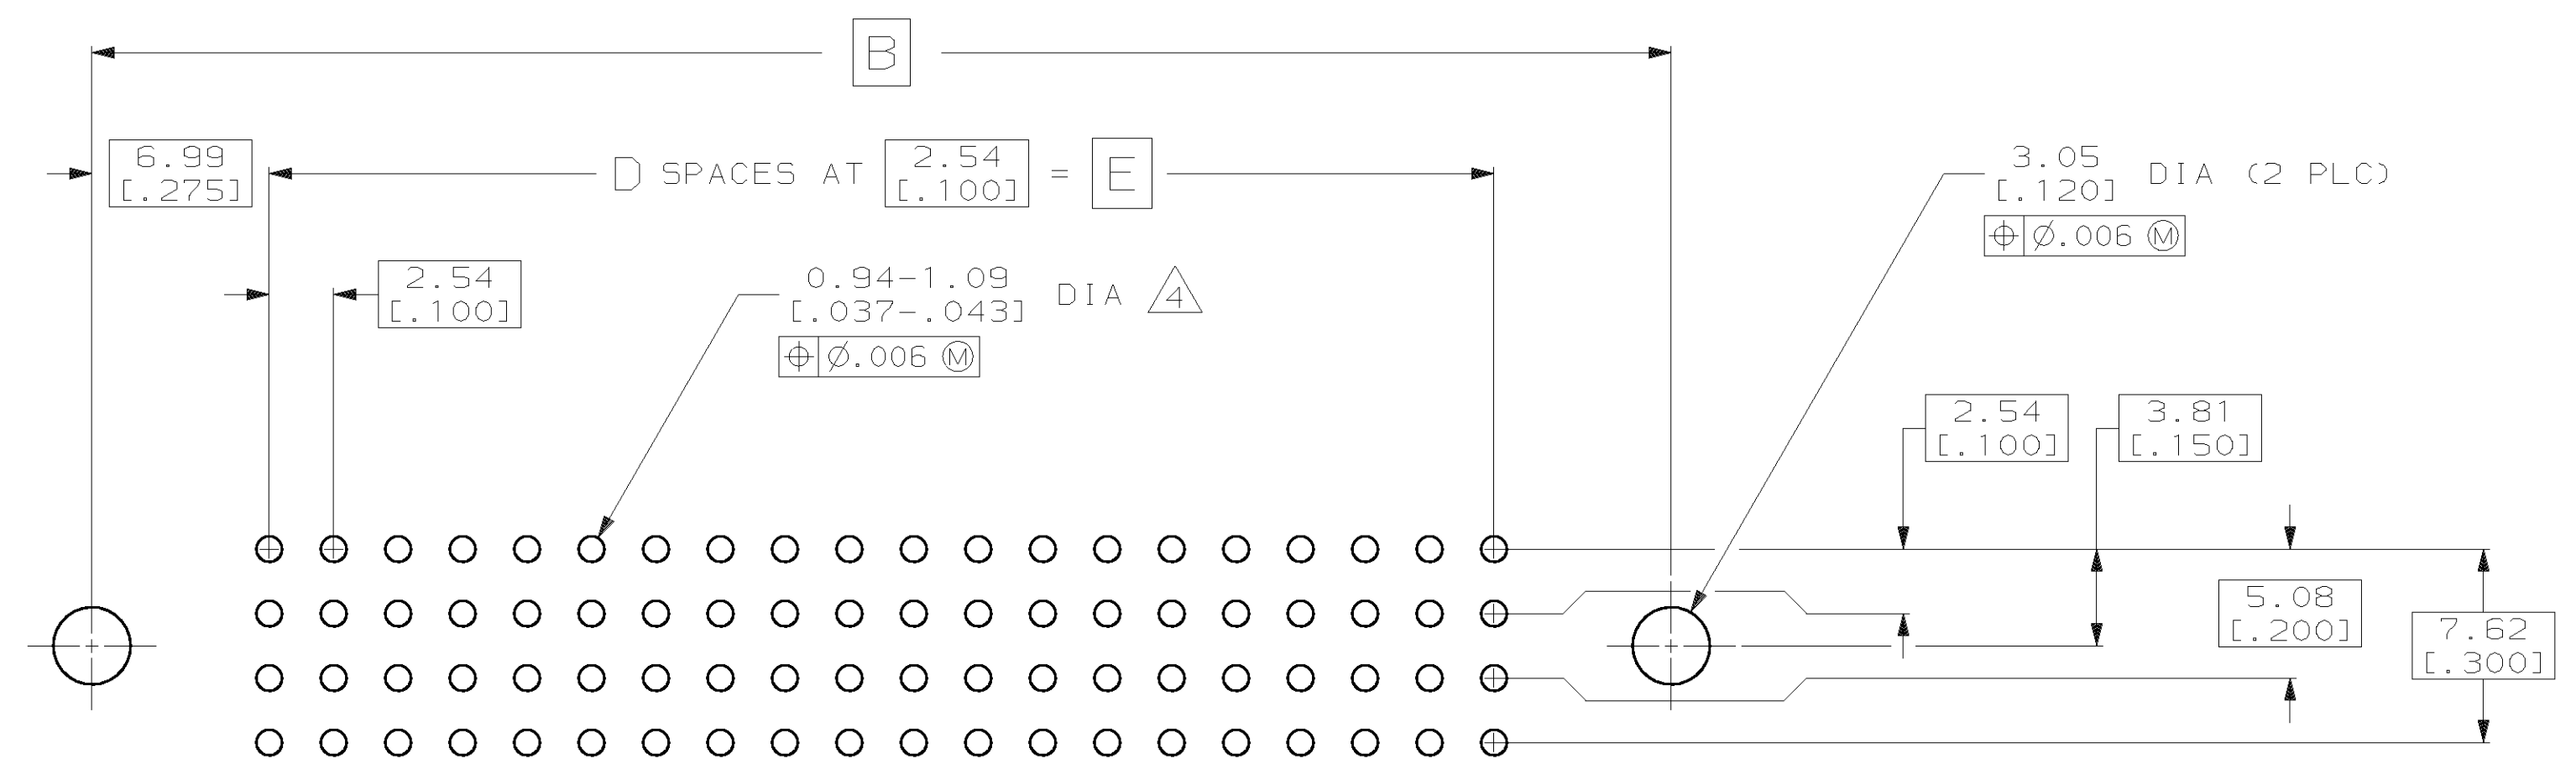 B
6.99
[.275]
D SPACES AT 2.54 [.100] = E
3.05
[.120] DIA (2 PLC)
⌖ Ø.006 Ⓜ
2.54
[.100]
0.94-1.09
[.037-.043] DIA 4
⌖ Ø.006 Ⓜ
2.54
[.100]
3.81
[.150]
5.08
[.200]
7.62
[.300]